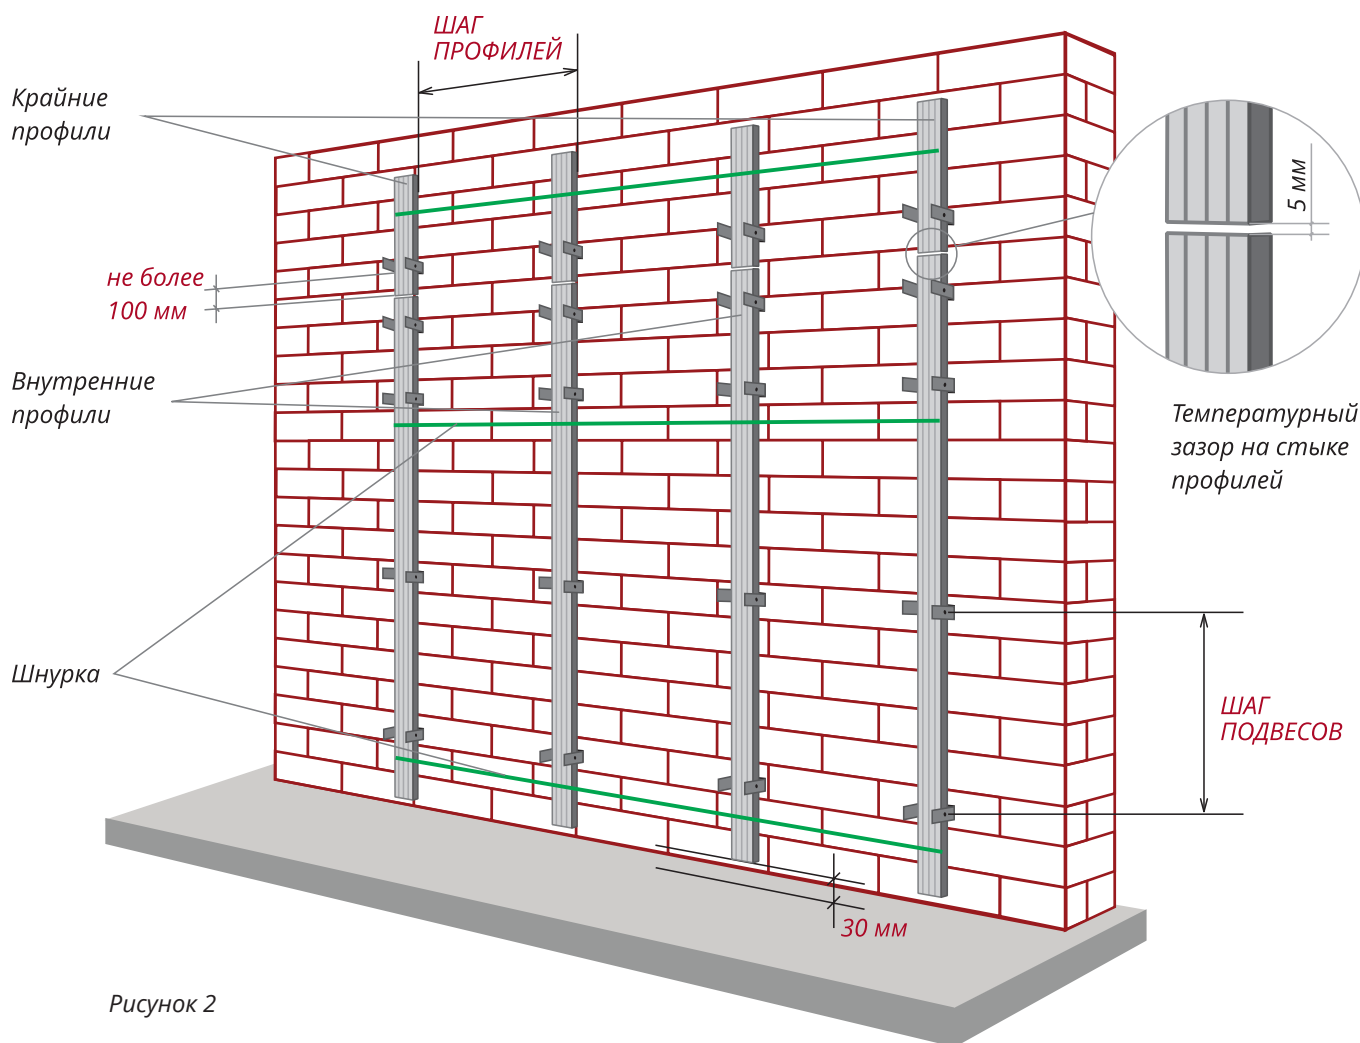 ШАГ
ПРОФИЛЕЙ
Крайние
профили
5 мм
не более
100 мм
Внутренние
профили
Температурный
зазор на стыке
профилей
Шнурка
ШАГ
ПОДВЕСОВ
30 мм
Рисунок 2